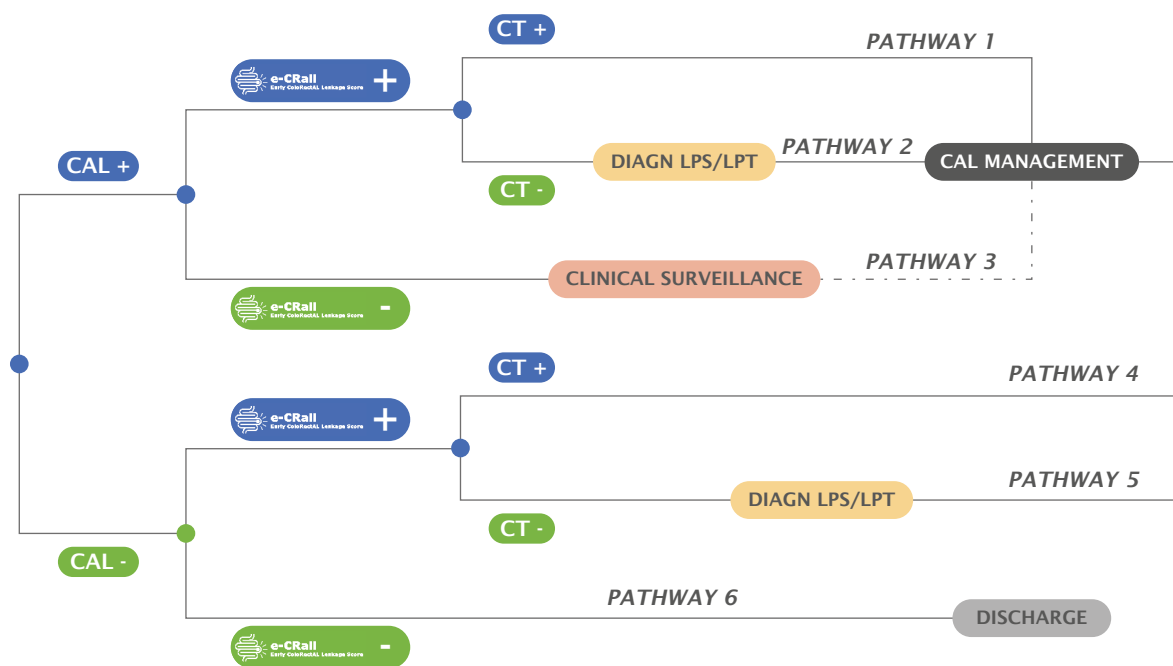 CT +
PATHWAY 1
e-CRall
Early ColoRectAL Leakage Score
+
CAL +
DIAGN LPS/LPT
PATHWAY 2
CAL MANAGEMENT
CT -
PATHWAY 3
CLINICAL SURVEILLANCE
e-CRall
Early ColoRectAL Leakage Score
-
CT +
PATHWAY 4
e-CRall
Early ColoRectAL Leakage Score
+
PATHWAY 5
DIAGN LPS/LPT
CT -
CAL -
PATHWAY 6
DISCHARGE
e-CRall
Early ColoRectAL Leakage Score
-